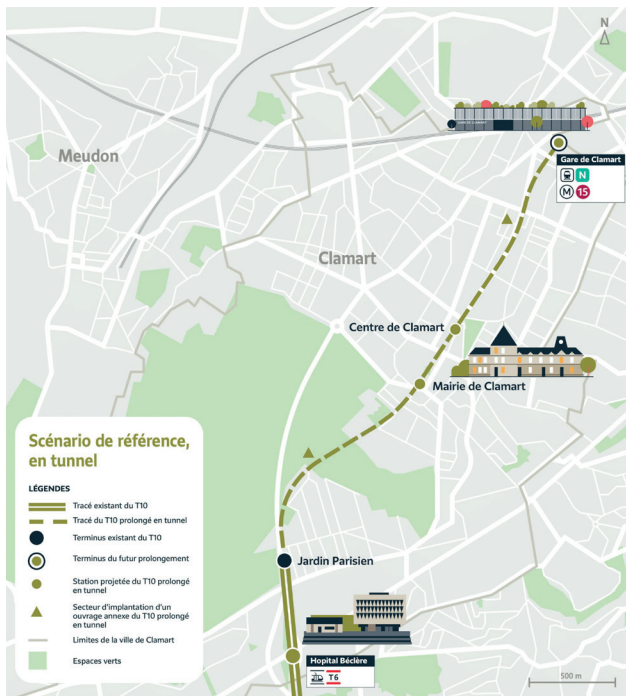 N
GARE DE CLAMART
Gare de Clamart
N
M 15
Meudon
Clamart
Centre de Clamart
Mairie de Clamart
Scénario de référence,
en tunnel
LÉGENDES
Tracé existant du T10
Tracé du T10 prolongé en tunnel
Terminus existant du T10
Terminus du futur prolongement
Station projetée du T10 prolongé
en tunnel
Secteur d'implantation d'un
ouvrage annexe du T10 prolongé
en tunnel
Limites de la ville de Clamart
Espaces verts
Jardin Parisien
Hopital Béclère
T6
500 m